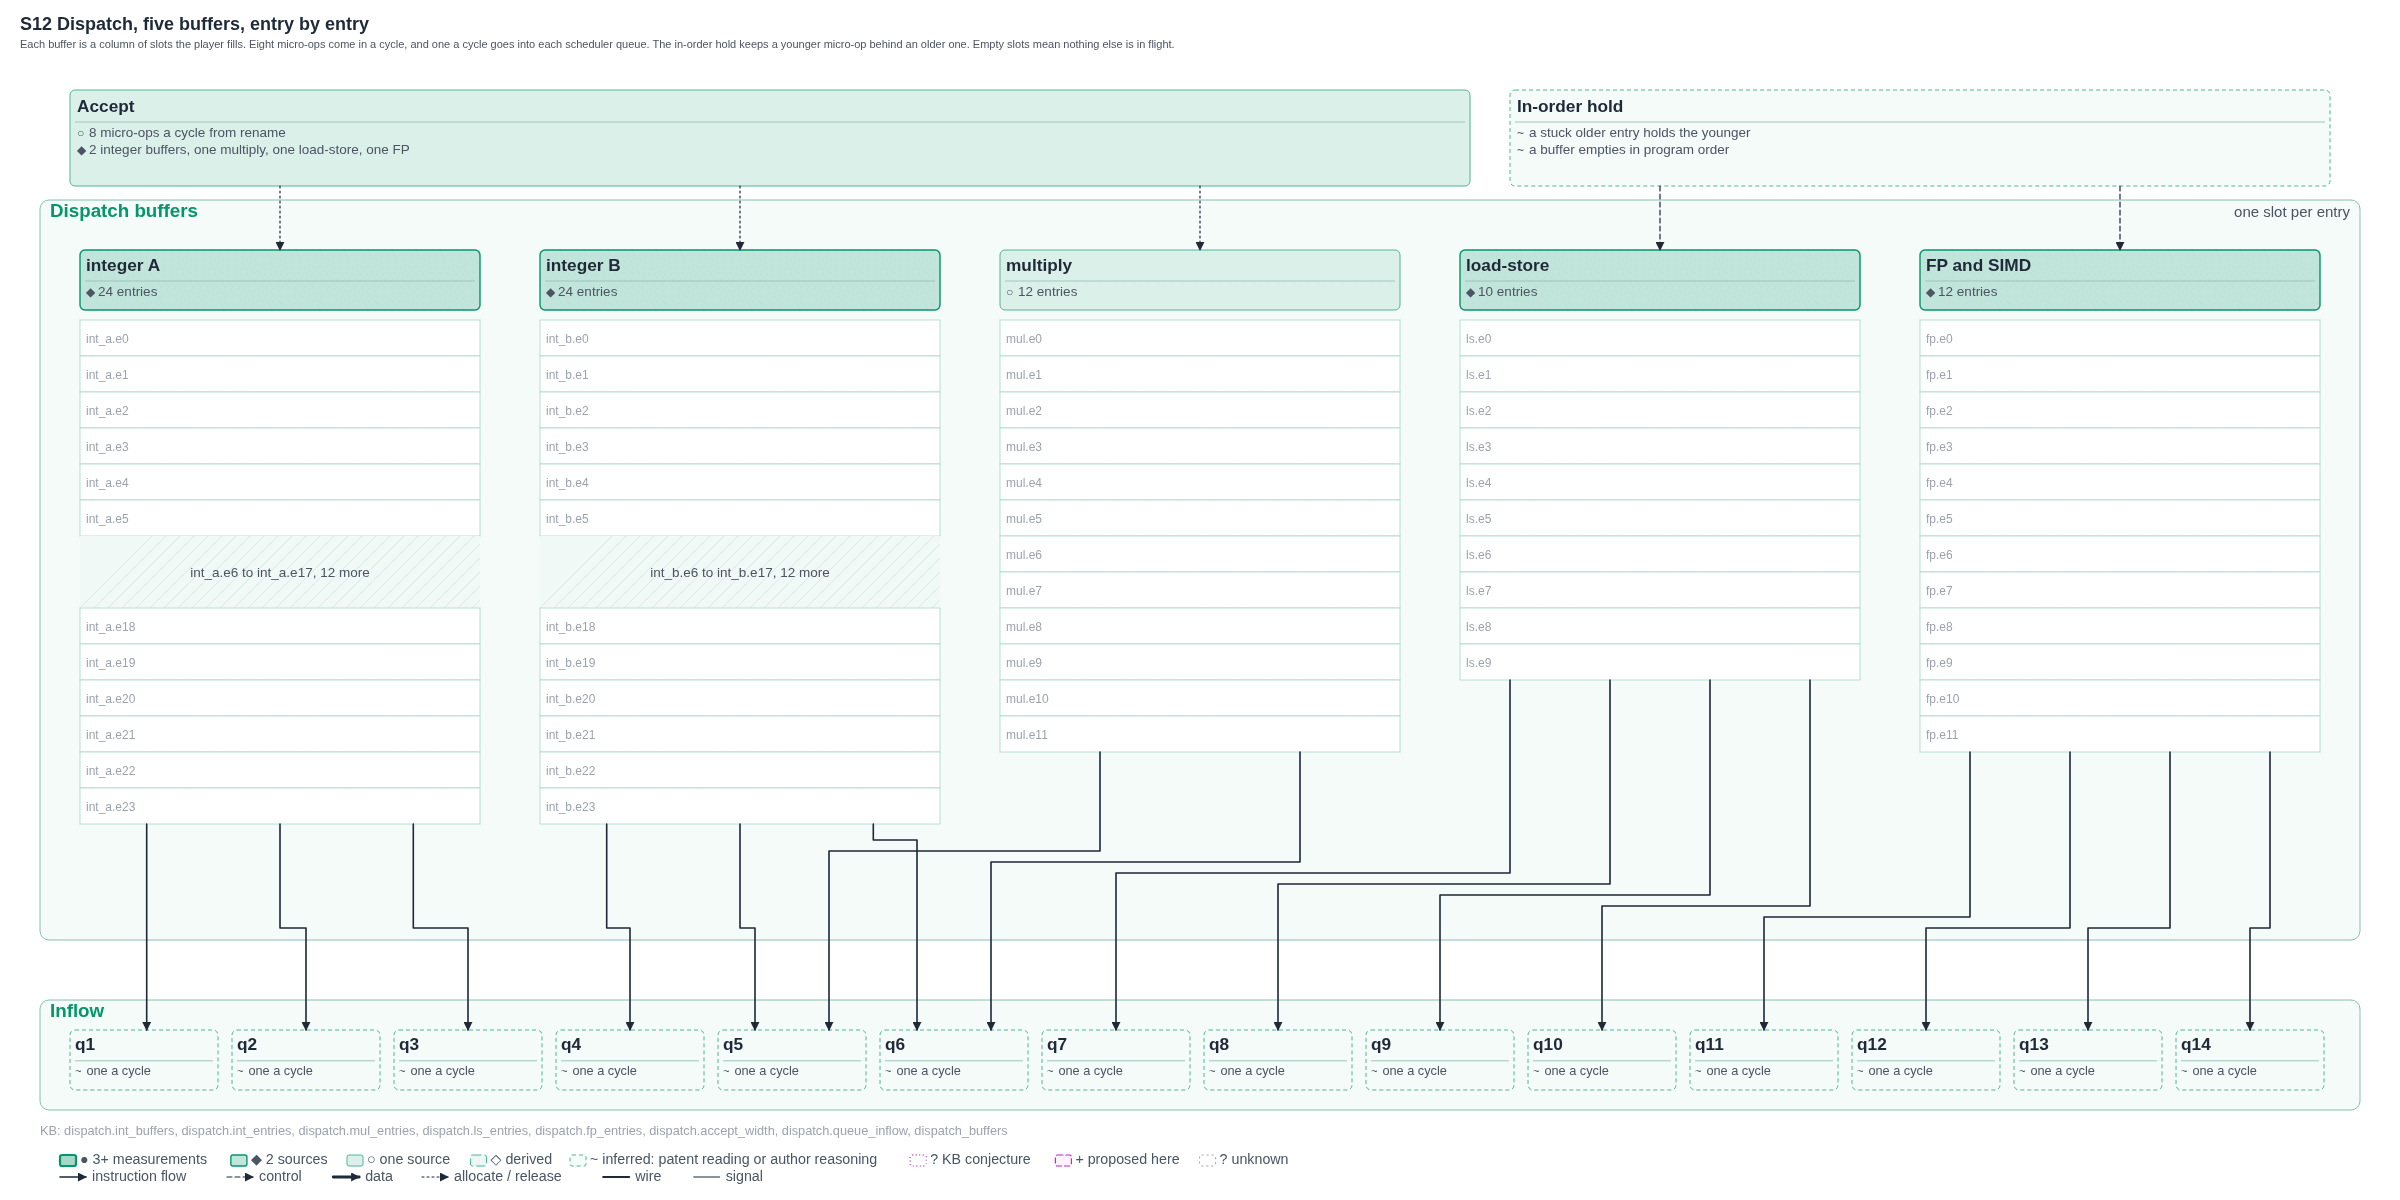 S12 Dispatch, five buffers, entry by entry
Each buffer is a column of slots the player fills. Eight micro-ops come in a cycle, and one a cycle goes into each scheduler queue. The in-order hold keeps a younger micro-op behind an older one. Empty slots mean nothing else is in flight.
Accept
○ 8 micro-ops a cycle from rename
◆ 2 integer buffers, one multiply, one load-store, one FP
In-order hold
~ a stuck older entry holds the younger
~ a buffer empties in program order
Dispatch buffers
one slot per entry
integer A
◆ 24 entries
int_a.e0
int_a.e1
int_a.e2
int_a.e3
int_a.e4
int_a.e5
int_a.e6 to int_a.e17, 12 more
int_a.e18
int_a.e19
int_a.e20
int_a.e21
int_a.e22
int_a.e23
integer B
◆ 24 entries
int_b.e0
int_b.e1
int_b.e2
int_b.e3
int_b.e4
int_b.e5
int_b.e6 to int_b.e17, 12 more
int_b.e18
int_b.e19
int_b.e20
int_b.e21
int_b.e22
int_b.e23
multiply
○ 12 entries
mul.e0
mul.e1
mul.e2
mul.e3
mul.e4
mul.e5
mul.e6
mul.e7
mul.e8
mul.e9
mul.e10
mul.e11
load-store
◆ 10 entries
ls.e0
ls.e1
ls.e2
ls.e3
ls.e4
ls.e5
ls.e6
ls.e7
ls.e8
ls.e9
FP and SIMD
◆ 12 entries
fp.e0
fp.e1
fp.e2
fp.e3
fp.e4
fp.e5
fp.e6
fp.e7
fp.e8
fp.e9
fp.e10
fp.e11
Inflow
q1
~ one a cycle
q2
~ one a cycle
q3
~ one a cycle
q4
~ one a cycle
q5
~ one a cycle
q6
~ one a cycle
q7
~ one a cycle
q8
~ one a cycle
q9
~ one a cycle
q10
~ one a cycle
q11
~ one a cycle
q12
~ one a cycle
q13
~ one a cycle
q14
~ one a cycle
KB: dispatch.int_buffers, dispatch.int_entries, dispatch.mul_entries, dispatch.ls_entries, dispatch.fp_entries, dispatch.accept_width, dispatch.queue_inflow, dispatch_buffers
● 3+ measurements ◆ 2 sources ○ one source ◇ derived ~ inferred: patent reading or author reasoning ? KB conjecture + proposed here ? unknown
instruction flow control data allocate / release wire signal